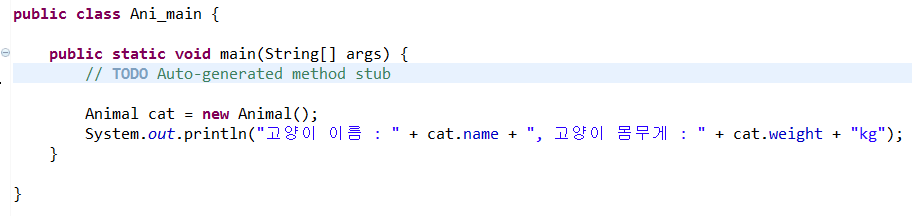 public class Ani_main {
public static void main(String[] args) {
// TODO Auto-generated method stub
Animal cat = new Animal();
System.out.println("고양이 이름 : " + cat.name + ", 고양이 몸무게 : " + cat.weight + "kg");
}
}